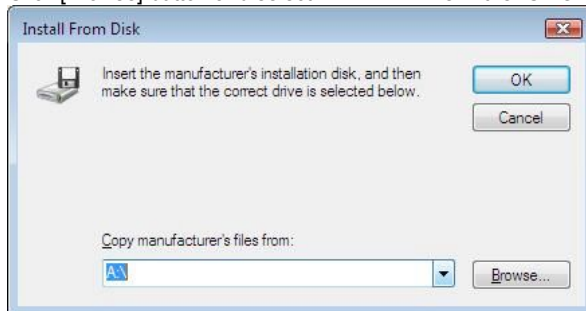 Install From Disk
Insert the manufacturer's installation disk, and then
make sure that the correct drive is selected below.
OK
Cancel
Copy manufacturer's files from:
A:\
Browse...